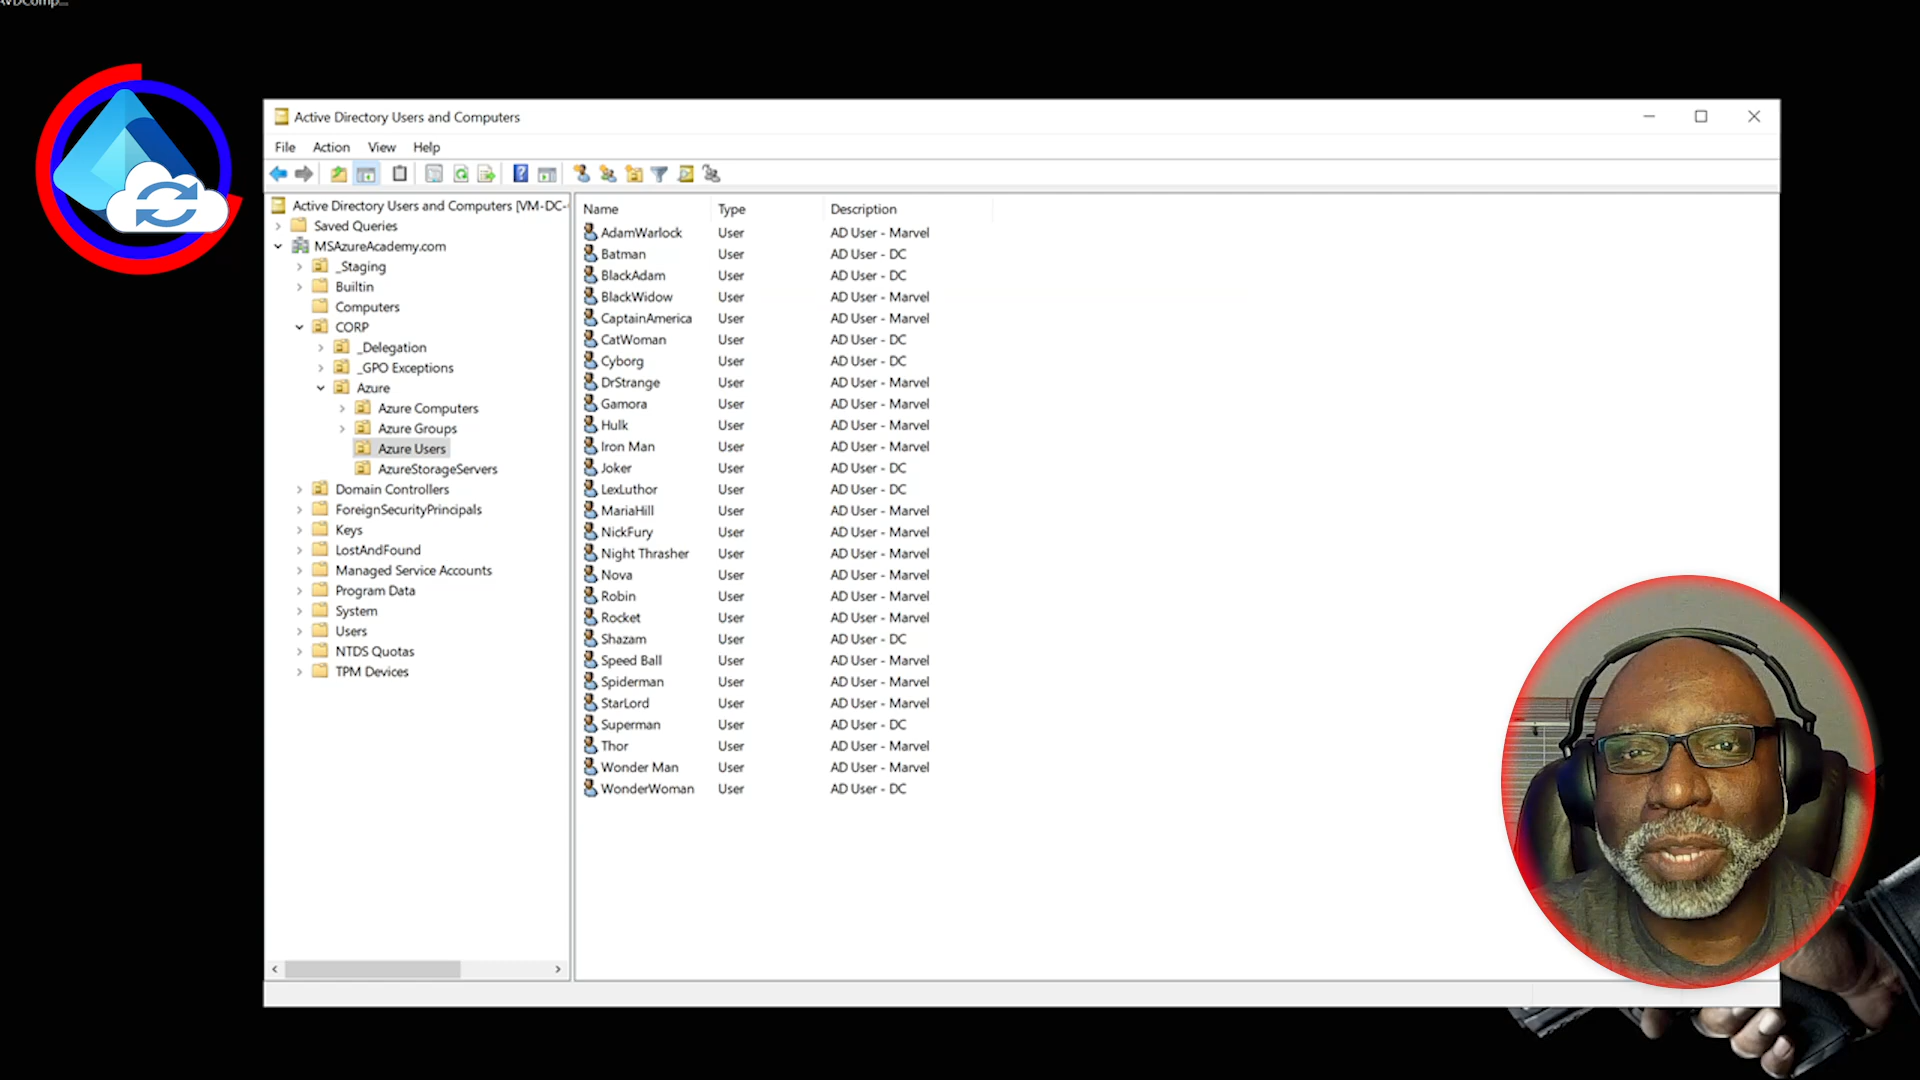 AVDComp...
Active Directory Users and Computers
File Action View Help
Active Directory Users and Computers [VM-DC-
Saved Queries
MSAzureAcademy.com
_Staging
Builtin
Computers
CORP
_Delegation
_GPO Exceptions
Azure
Azure Computers
Azure Groups
Azure Users
AzureStorageServers
Domain Controllers
ForeignSecurityPrincipals
Keys
LostAndFound
Managed Service Accounts
Program Data
System
Users
NTDS Quotas
TPM Devices
Name Type Description
AdamWarlock User AD User - Marvel
Batman User AD User - DC
BlackAdam User AD User - DC
BlackWidow User AD User - Marvel
CaptainAmerica User AD User - Marvel
CatWoman User AD User - DC
Cyborg User AD User - DC
DrStrange User AD User - Marvel
Gamora User AD User - Marvel
Hulk User AD User - Marvel
Iron Man User AD User - Marvel
Joker User AD User - DC
LexLuthor User AD User - DC
MariaHill User AD User - Marvel
NickFury User AD User - Marvel
Night Thrasher User AD User - Marvel
Nova User AD User - Marvel
Robin User AD User - Marvel
Rocket User AD User - Marvel
Shazam User AD User - DC
Speed Ball User AD User - Marvel
Spiderman User AD User - Marvel
StarLord User AD User - Marvel
Superman User AD User - DC
Thor User AD User - Marvel
Wonder Man User AD User - Marvel
WonderWoman User AD User - DC